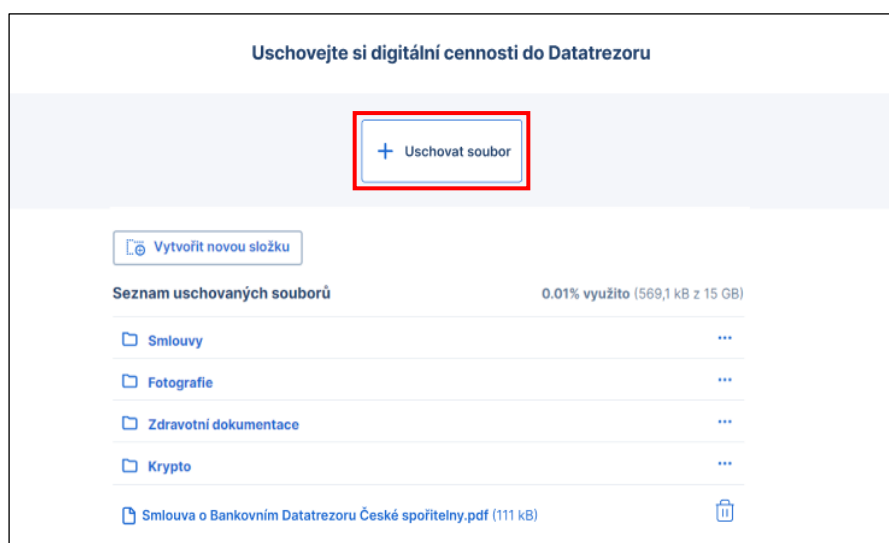 Uschovejte si digitální cennosti do Datatrezoru
+ Uschovat soubor
Vytvořit novou složku
Seznam uschovaných souborů 0.01% využito (569,1 kB z 15 GB)
Smlouvy
Fotografie
Zdravotní dokumentace
Krypto
Smlouva o Bankovním Datatrezoru České spořitelny.pdf (111 kB)